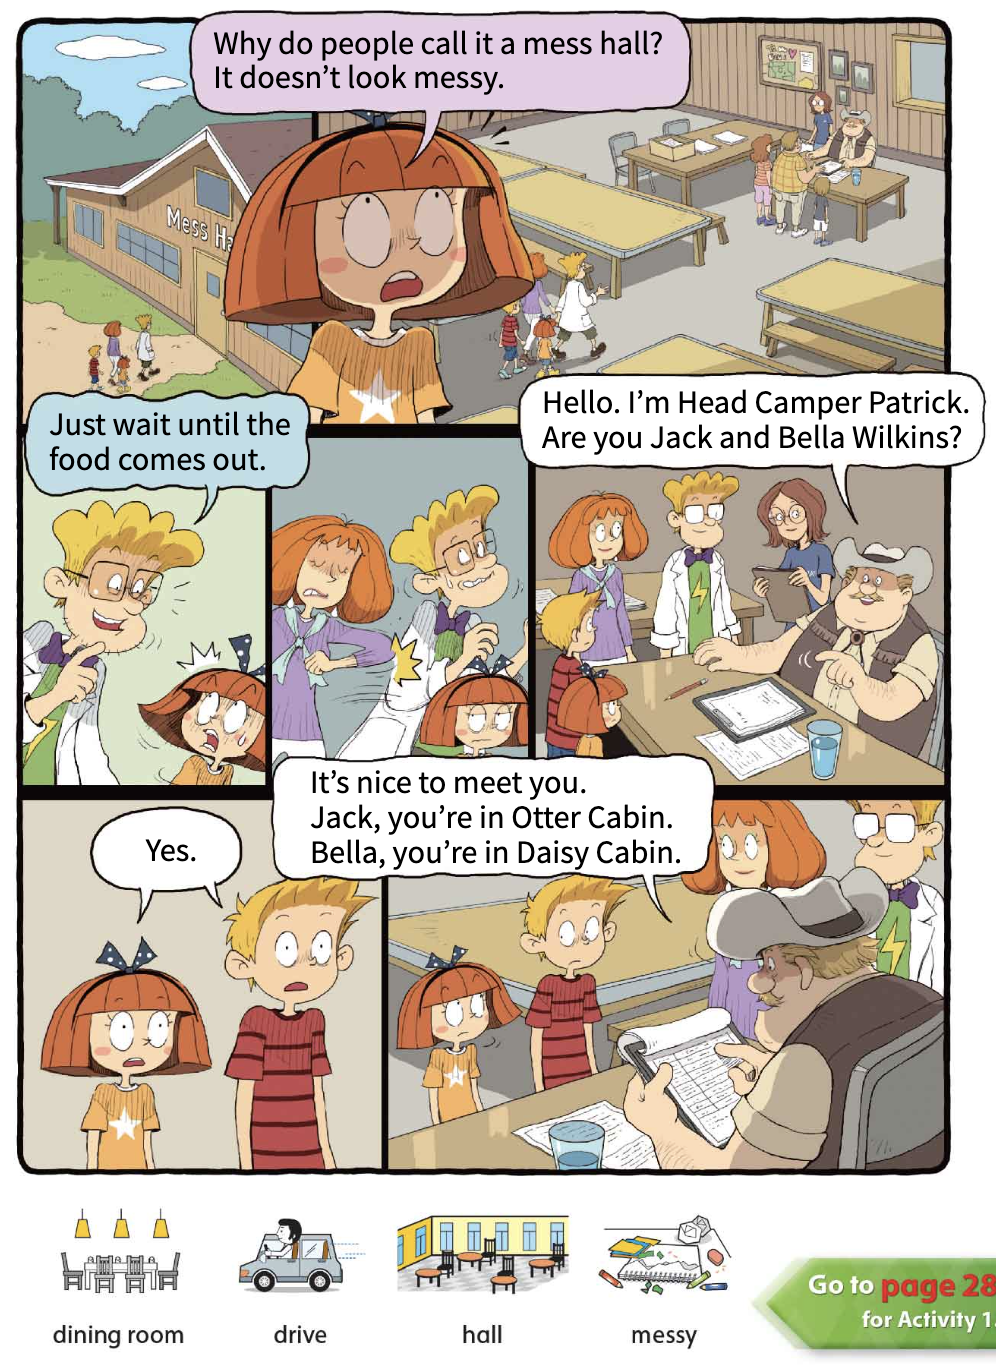 Why do people call it a mess hall?
It doesn't look messy.
Mess Ha
Just wait until the
food comes out.
Hello. I'm Head Camper Patrick.
Are you Jack and Bella Wilkins?
Yes.
It's nice to meet you.
Jack, you're in Otter Cabin.
Bella, you're in Daisy Cabin.
dining room
drive
hall
messy
Go to page 28
for Activity 1.